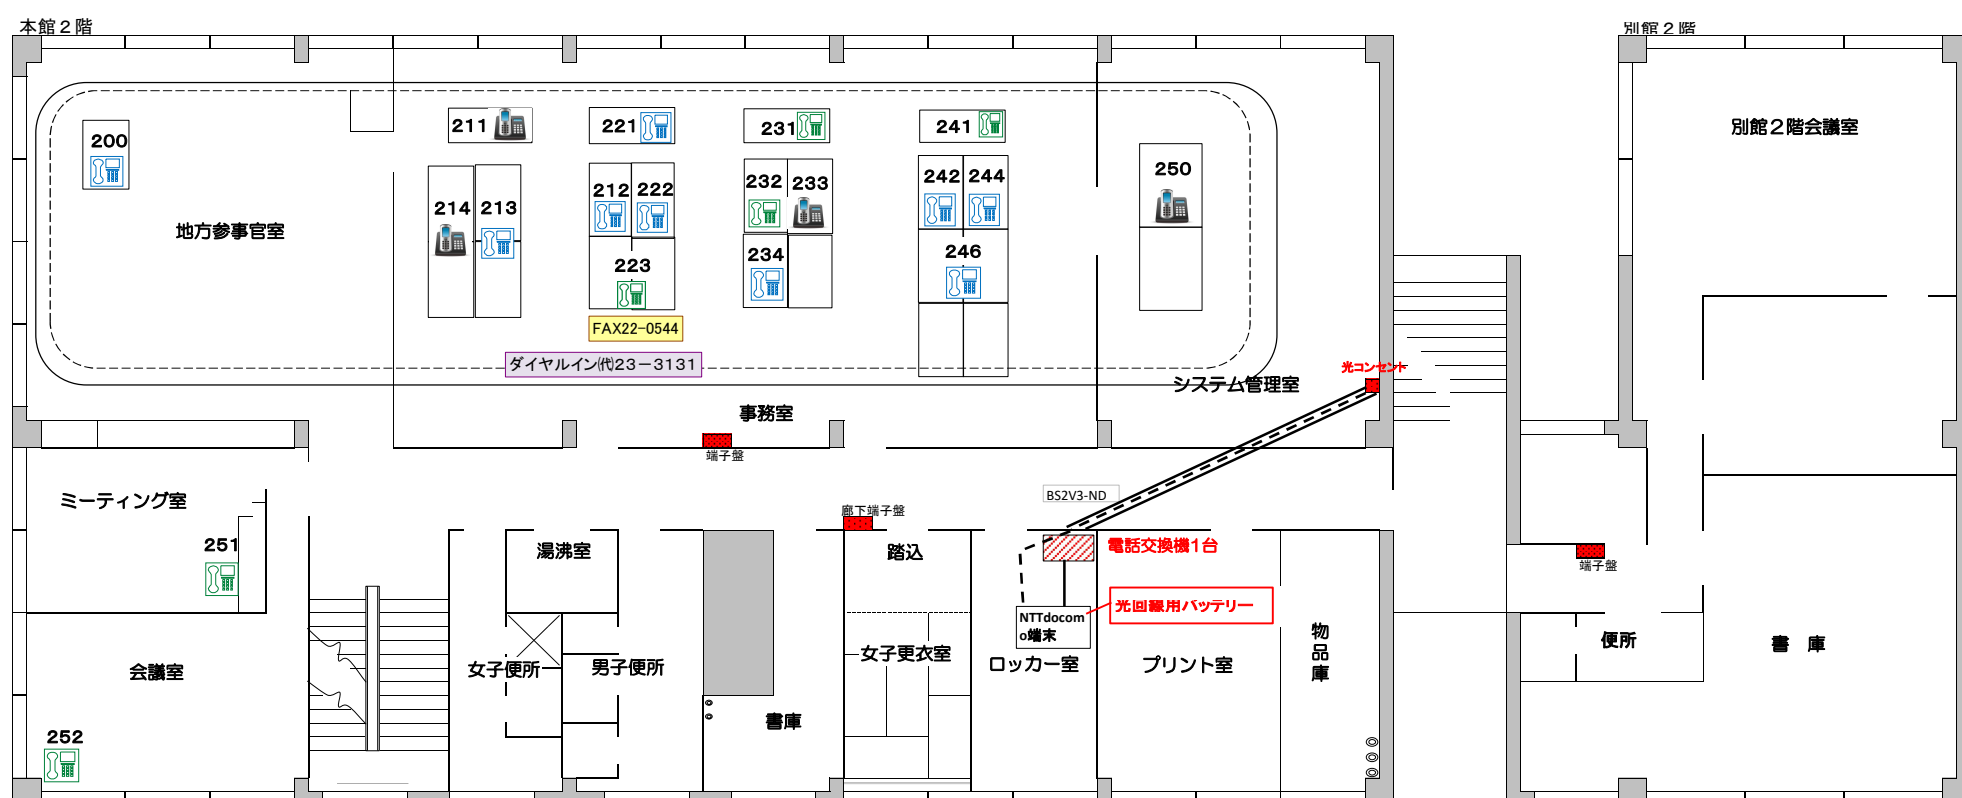 本館２階
別館２階
211
221
231
241
別館２階会議室
200
250
242
244
232
233
212
222
214
213
地方参事官室
234
246
223
FAX22-0544
ダイヤルイン㈹23－3131
光コンセント
システム管理室
事務室
端子盤
ミーティング室
BS2V3-ND
廊下端子盤
251
湯沸室
踏込
電話交換機1台
端子盤
光回線用バッテリー
NTTdocom
o端末
物品庫
便所
書　庫
会議室
女子便所
男子便所
女子更衣室
ロッカー室
プリント室
書庫
252